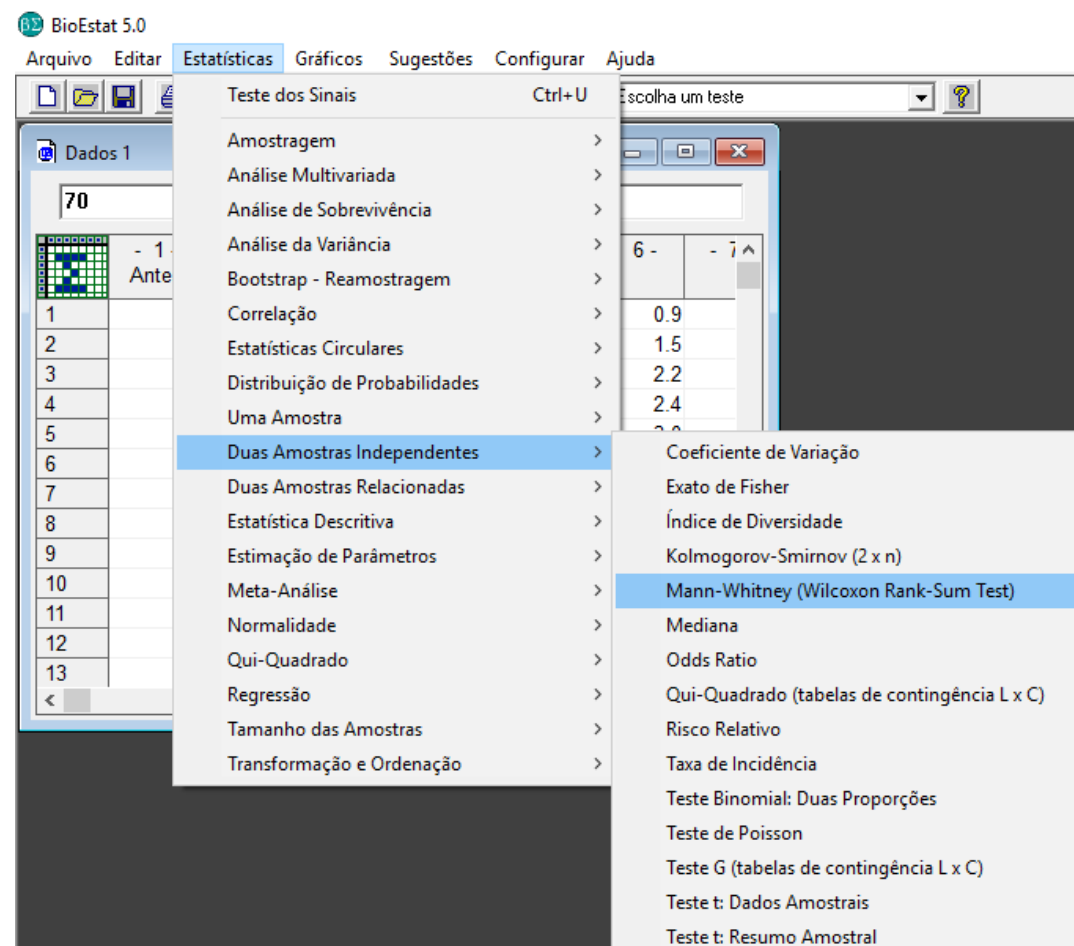 BioEstat 5.0
Arquivo Editar Estatísticas Gráficos Sugestões Configurar Ajuda
Teste dos Sinais Ctrl+U
Escolha um teste
Dados 1
70
- 1 6 - - 7
Ante
Amostragem
Análise Multivariada
Análise de Sobrevivência
Análise da Variância
Bootstrap - Reamostragem
Correlação
Estatísticas Circulares
Distribuição de Probabilidades
Uma Amostra
Duas Amostras Independentes
Duas Amostras Relacionadas
Estatística Descritiva
Estimação de Parâmetros
Meta-Análise
Normalidade
Qui-Quadrado
Regressão
Tamanho das Amostras
Transformação e Ordenação
1 0.9
2 1.5
3 2.2
4 2.4
5
6
7
8
9
10
11
12
13
Coeficiente de Variação
Exato de Fisher
Índice de Diversidade
Kolmogorov-Smirnov (2 x n)
Mann-Whitney (Wilcoxon Rank-Sum Test)
Mediana
Odds Ratio
Qui-Quadrado (tabelas de contingência L x C)
Risco Relativo
Taxa de Incidência
Teste Binomial: Duas Proporções
Teste de Poisson
Teste G (tabelas de contingência L x C)
Teste t: Dados Amostrais
Teste t: Resumo Amostral